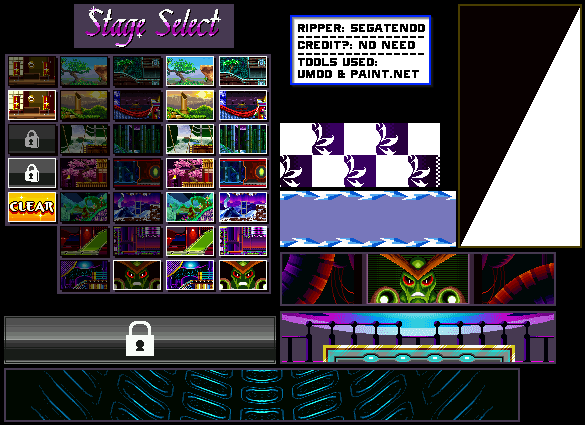 Stage Select
RIPPER: SEGATENDO
CREDIT?: NO NEED
TOOLS USED:
UMOD & PAINT.NET
CLEAR